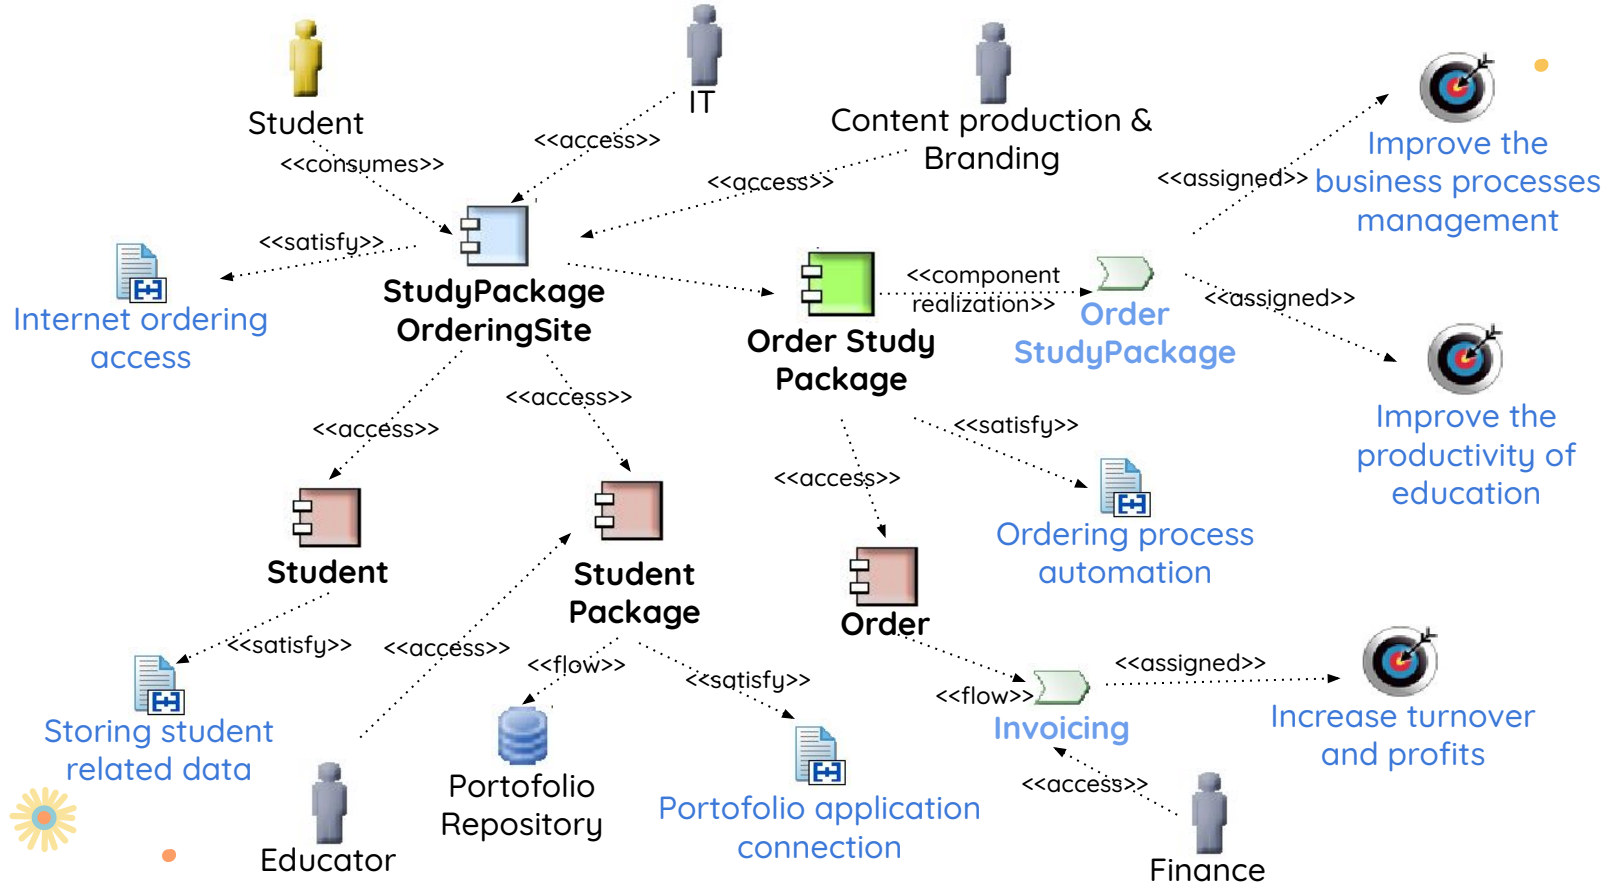 Student
IT
Content production &
Branding
<<consumes>>
<<access>>
<<access>>
<<assigned>>
Improve the
business processes
management
<<satisfy>>
Internet ordering
access
StudyPackage
OrderingSite
<<component
realization>>
Order
StudyPackage
<<assigned>>
Order Study
Package
Improve the
productivity of
education
<<access>>
<<access>>
<<access>>
<<satisfy>>
Ordering process
automation
Student
Student
Package
Order
<<satisfy>>
<<access>>
<<flow>>
<<satisfy>>
<<flow>>
Invoicing
<<assigned>>
Increase turnover
and profits
Storing student
related data
Portofolio
Repository
Portofolio application
connection
<<access>>
Educator
Finance